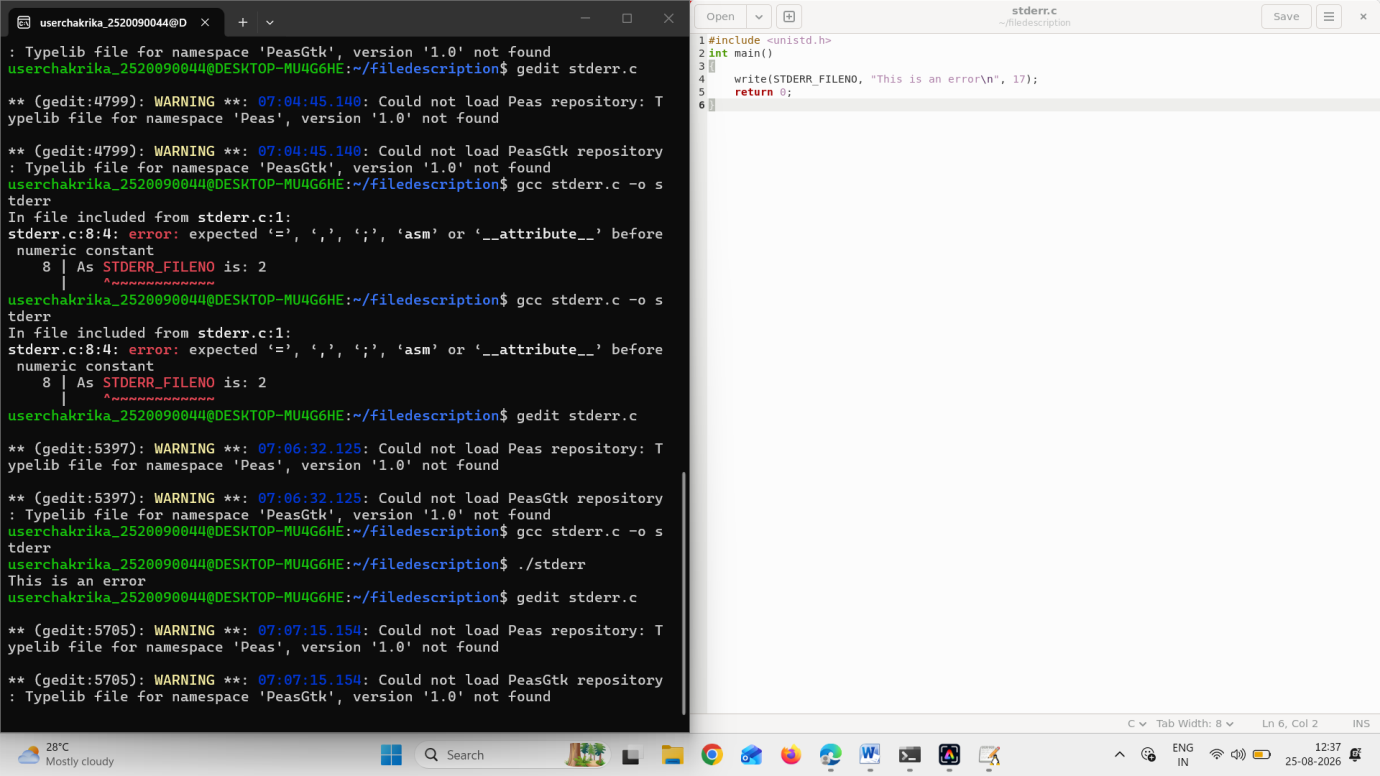 userchakrika_2520090044@D
: Typelib file for namespace 'PeasGtk', version '1.0' not found
userchakrika_2520090044@DESKTOP-MU4G6HE:~/filedescription$ gedit stderr.c
** (gedit:4799): WARNING **: 07:04:45.140: Could not load Peas repository: T
ypelib file for namespace 'Peas', version '1.0' not found
** (gedit:4799): WARNING **: 07:04:45.140: Could not load PeasGtk repository
: Typelib file for namespace 'PeasGtk', version '1.0' not found
userchakrika_2520090044@DESKTOP-MU4G6HE:~/filedescription$ gcc stderr.c -o s
tderr
In file included from stderr.c:1:
stderr.c:8:4: error: expected ‘=’, ‘,’, ‘;’, ‘asm’ or ‘__attribute__’ before
 numeric constant
    8 | As STDERR_FILENO is: 2
      |    ^~~~~~~~~~~~~
userchakrika_2520090044@DESKTOP-MU4G6HE:~/filedescription$ gcc stderr.c -o s
tderr
In file included from stderr.c:1:
stderr.c:8:4: error: expected ‘=’, ‘,’, ‘;’, ‘asm’ or ‘__attribute__’ before
 numeric constant
    8 | As STDERR_FILENO is: 2
      |    ^~~~~~~~~~~~~
userchakrika_2520090044@DESKTOP-MU4G6HE:~/filedescription$ gedit stderr.c
** (gedit:5397): WARNING **: 07:06:32.125: Could not load Peas repository: T
ypelib file for namespace 'Peas', version '1.0' not found
** (gedit:5397): WARNING **: 07:06:32.125: Could not load PeasGtk repository
: Typelib file for namespace 'PeasGtk', version '1.0' not found
userchakrika_2520090044@DESKTOP-MU4G6HE:~/filedescription$ gcc stderr.c -o s
tderr
userchakrika_2520090044@DESKTOP-MU4G6HE:~/filedescription$ ./stderr
This is an error
userchakrika_2520090044@DESKTOP-MU4G6HE:~/filedescription$ gedit stderr.c
** (gedit:5705): WARNING **: 07:07:15.154: Could not load Peas repository: T
ypelib file for namespace 'Peas', version '1.0' not found
** (gedit:5705): WARNING **: 07:07:15.154: Could not load PeasGtk repository
: Typelib file for namespace 'PeasGtk', version '1.0' not found
Open
stderr.c
~/filedescription
Save
1 #include <unistd.h>
2 int main()
3 {
4     write(STDERR_FILENO, "This is an error\n", 17);
5     return 0;
6 }
C
Tab Width: 8
Ln 6, Col 2
INS
28°C
Mostly cloudy
Search
ENG
IN
12:37
25-08-2026